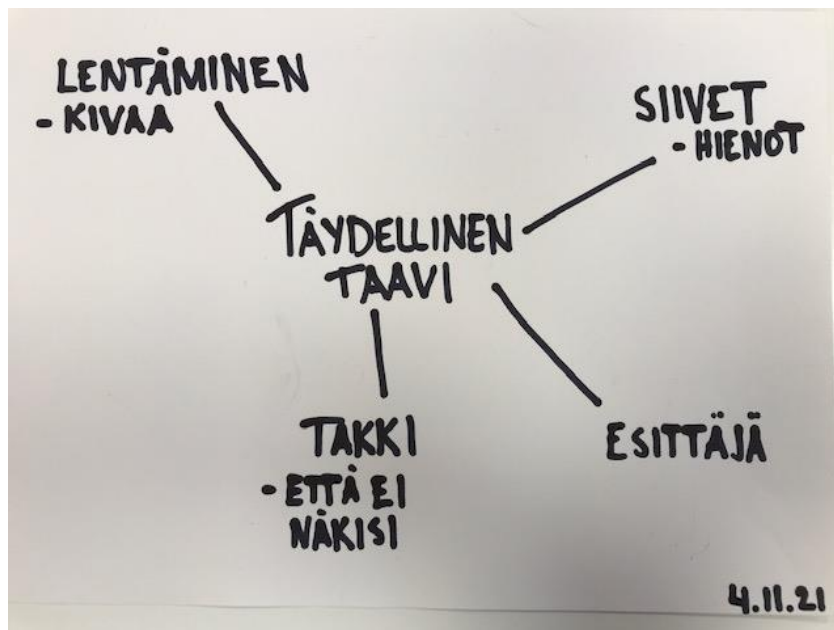 LENTÄMINEN
- KIVAA
SIIVET
- HIENOT
TÄYDELLINEN
TAAVI
TAKKI
- ETTÄ EI
NÄKISI
ESITTÄJÄ
4.11.21